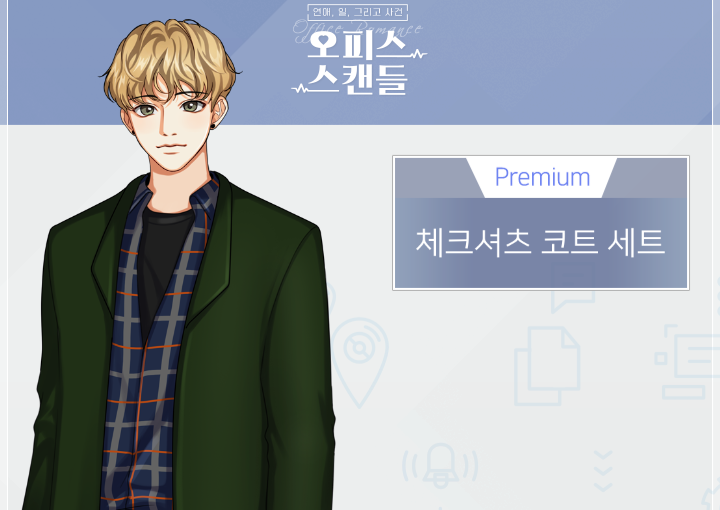 연애, 일, 그리고 사건
Office Romance
오피스
스캔들
Premium
체크셔츠 코트 세트